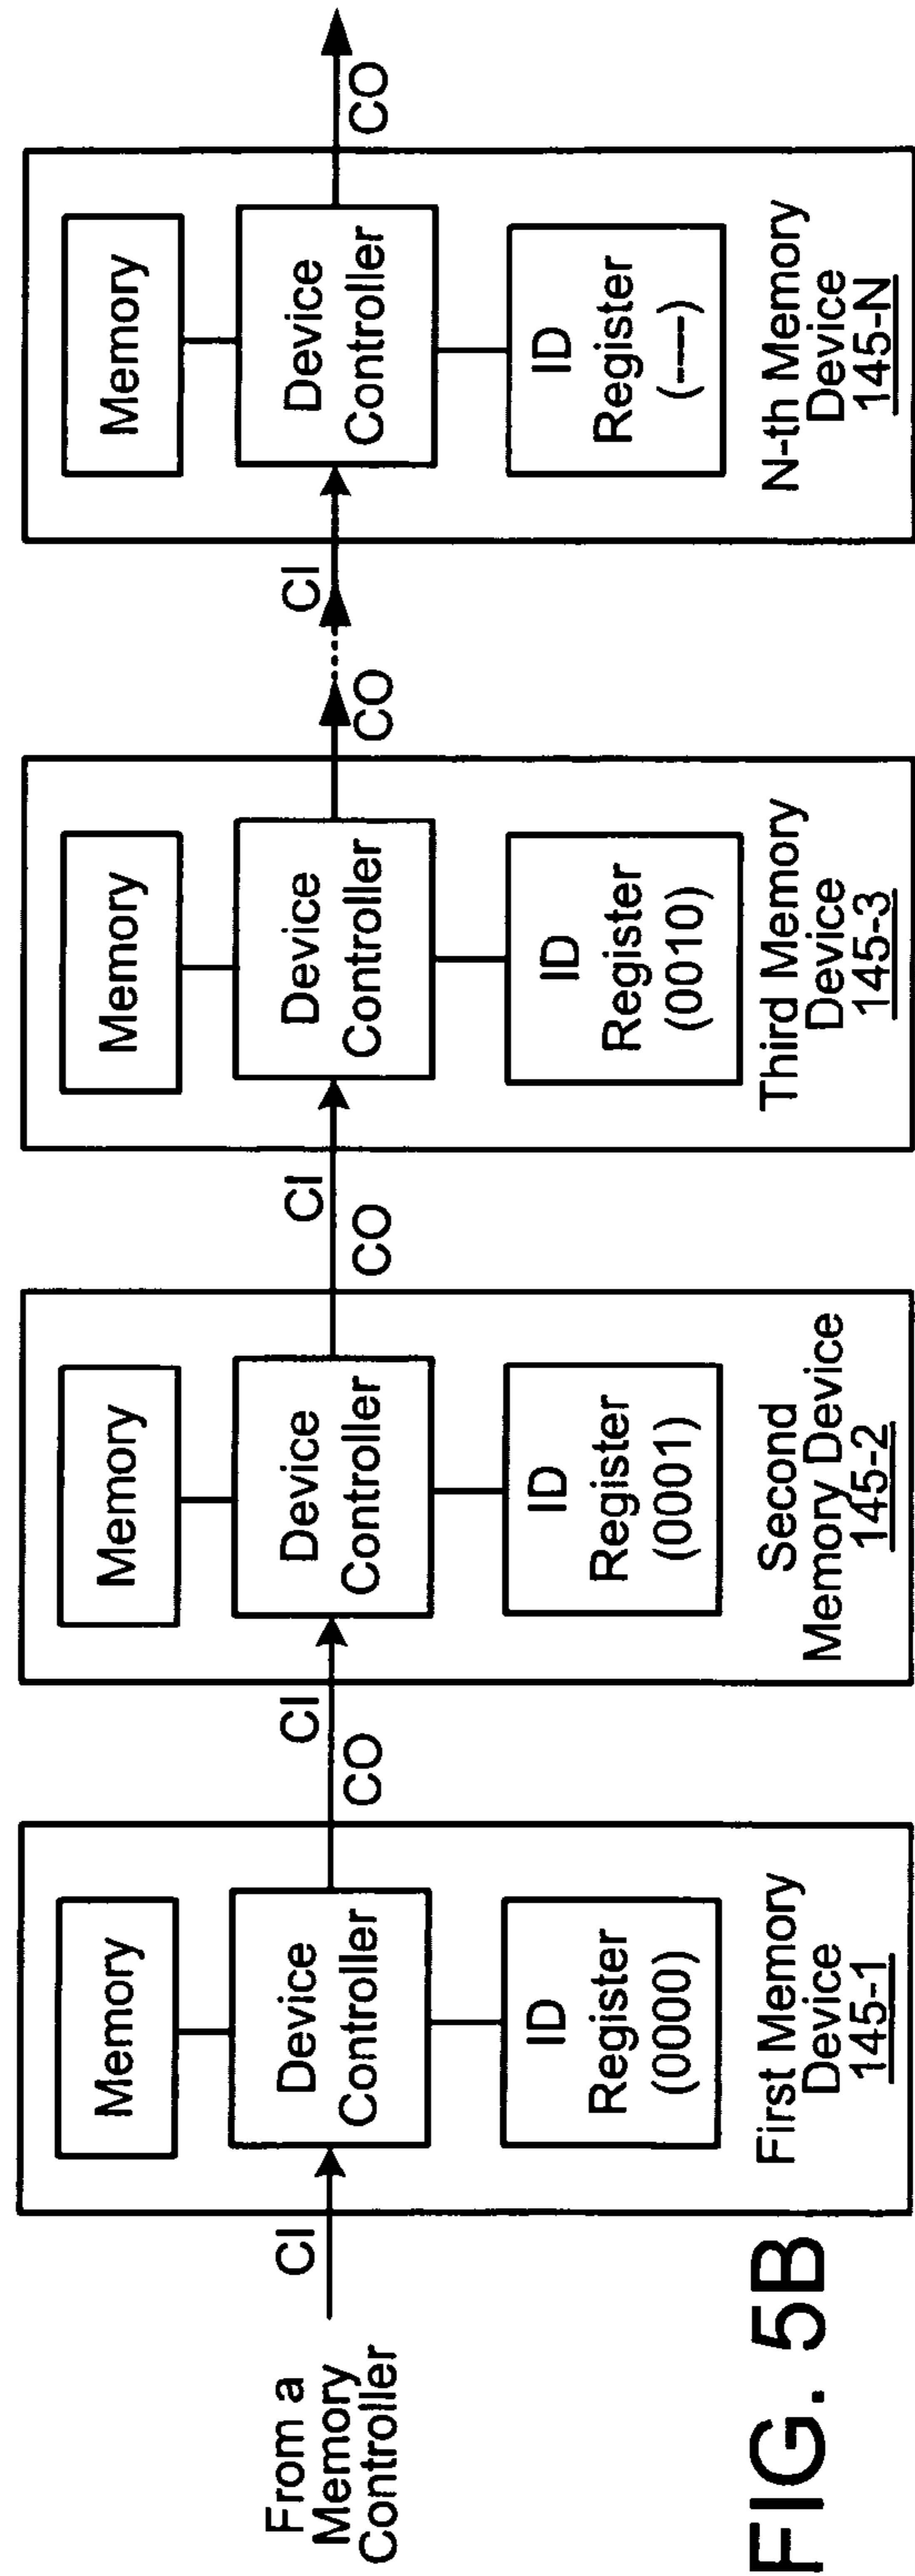 From a
Memory
Controller
CI
Memory
Device
Controller
ID
Register
(0000)
First Memory
Device
145-1
CO
CI
Memory
Device
Controller
ID
Register
(0001)
Second
Memory Device
145-2
CO
CI
Memory
Device
Controller
ID
Register
(0010)
Third Memory
Device
145-3
CO
CI
Memory
Device
Controller
ID
Register
(---)
N-th Memory
Device
145-N
CO
FIG. 5B